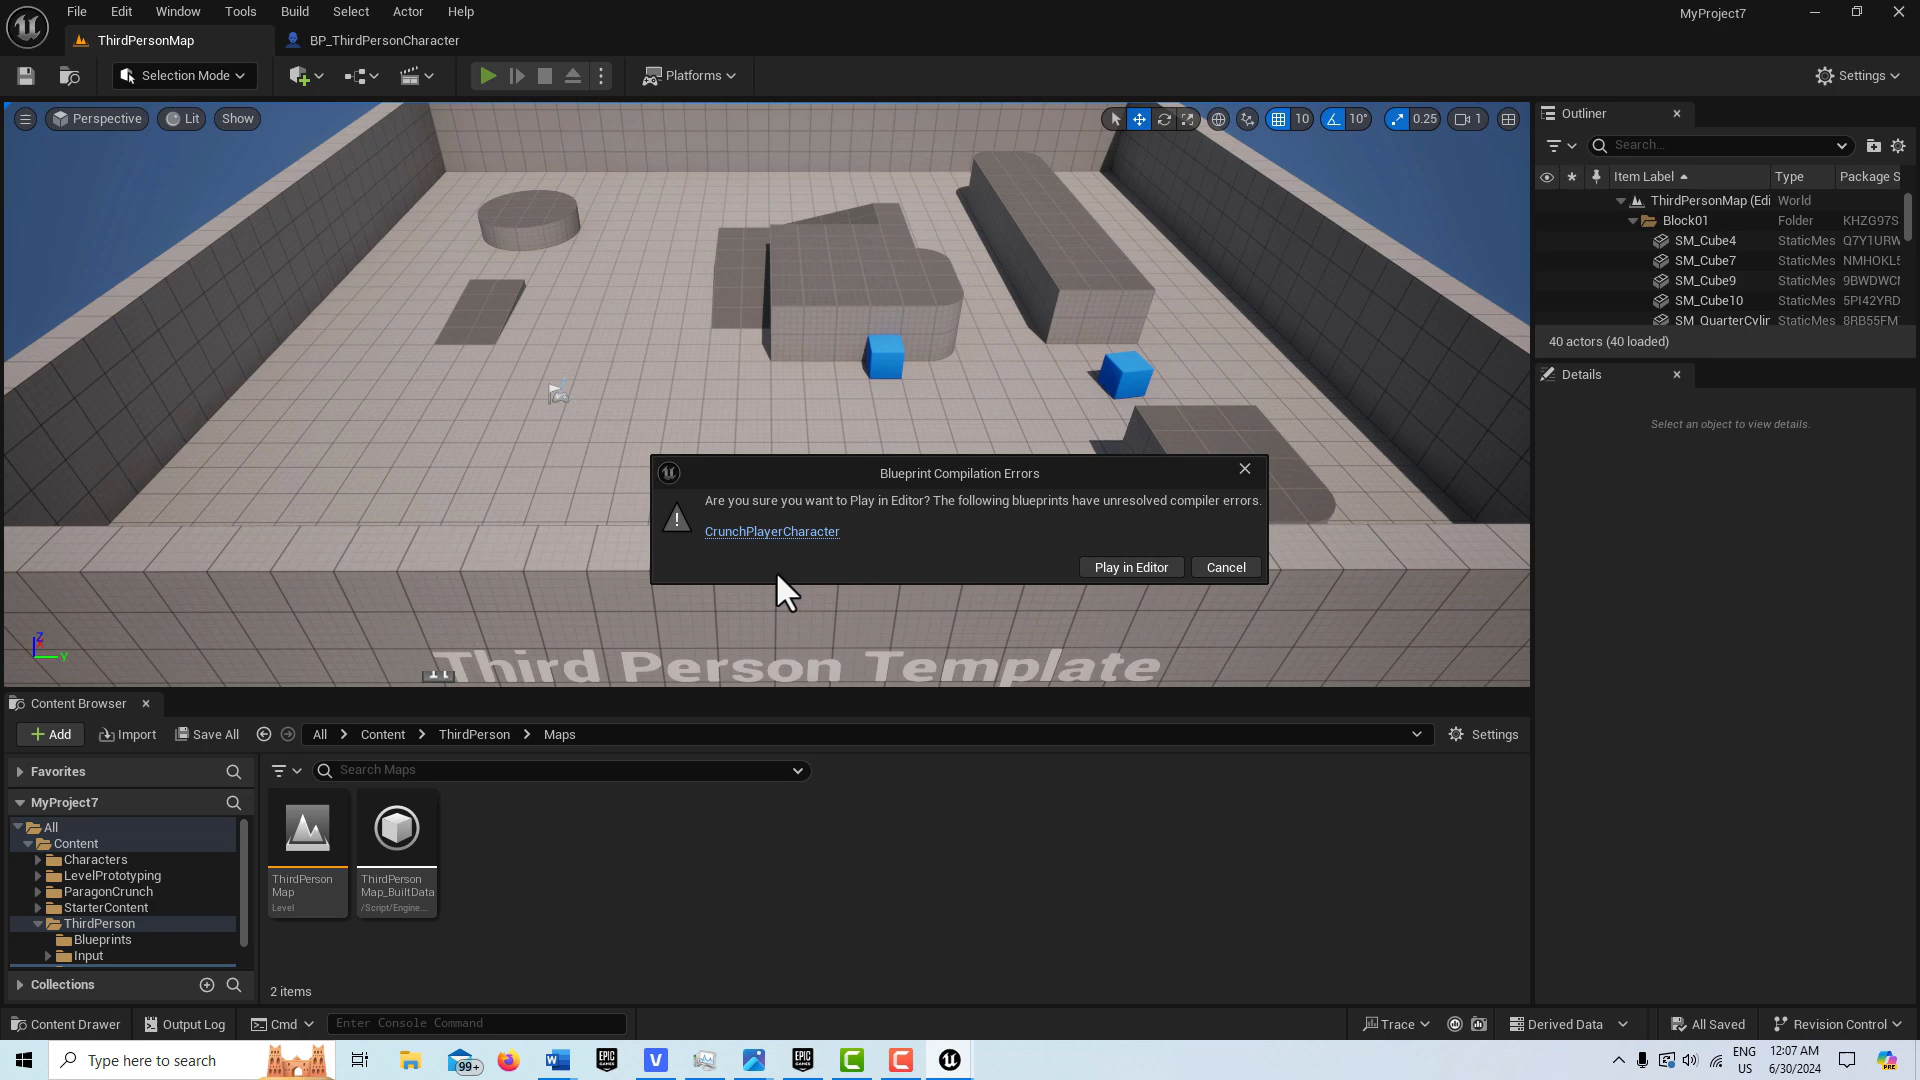 File Edit Window Tools Build Select Actor Help
MyProject7
ThirdPersonMap
BP_ThirdPersonCharacter
Selection Mode
Platforms
Settings
Perspective
Lit
Show
10
10°
0.25
1
Outliner
Search...
Item Label
Type
Package S
ThirdPersonMap (Edi World
Block01 Folder KHZG97S
SM_Cube4 StaticMes Q7Y1URW
SM_Cube7 StaticMes NMHOKL5
SM_Cube9 StaticMes 9BWDWC
SM_Cube10 StaticMes 5PI42YRD
SM_QuarterCylin StaticMes 8RB55FM
40 actors (40 loaded)
Details
Select an object to view details.
Blueprint Compilation Errors
Are you sure you want to Play in Editor? The following blueprints have unresolved compiler errors.
CrunchPlayerCharacter
Play in Editor
Cancel
Z
Y
Third Person Template
Content Browser
Add
Import
Save All
All
Content
ThirdPerson
Maps
Settings
Favorites
Search Maps
MyProject7
All
Content
Characters
LevelPrototyping
ParagonCrunch
StarterContent
ThirdPerson
Blueprints
Input
Collections
ThirdPerson
Map
Level
ThirdPerson
Map_BuiltData
/Script/Engine...
2 items
Content Drawer
Output Log
Cmd
Enter Console Command
Trace
Derived Data
All Saved
Revision Control
Type here to search
99+
EPIC
GAMES
EPIC
GAMES
ENG
US
12:07 AM
6/30/2024
PRE